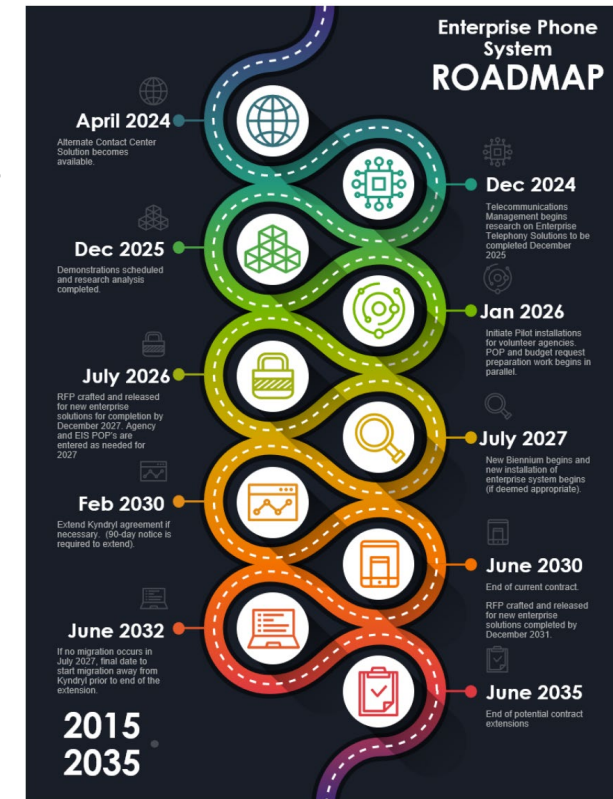 Enterprise Phone
System
ROADMAP
April 2024
Alternate Contact Center
Solution becomes
available.
Dec 2024
Telecommunications
Management begins
research on Enterprise
Telephony Solutions to be
completed December
2025
Dec 2025
Demonstrations scheduled
and research analysis
completed.
Jan 2026
Initiate Pilot installations
for volunteer agencies.
POP and budget request
preparation work begins in
parallel.
July 2026
RFP crafted and released
for new enterprise
solutions for completion by
December 2027. Agency
and EIS POP's are
entered as needed for
2027
July 2027
New Biennium begins and
new installation of
enterprise system begins
(if deemed appropriate).
Feb 2030
Extend Kyndryl agreement if
necessary. (90-day notice is
required to extend).
June 2030
End of current contract.
RFP crafted and released
for new enterprise
solutions completed by
December 2031.
June 2032
If no migration occurs in
July 2027, final date to
start migration away from
Kyndryl prior to end of the
extension.
June 2035
End of potential contract
extensions
2015
2035